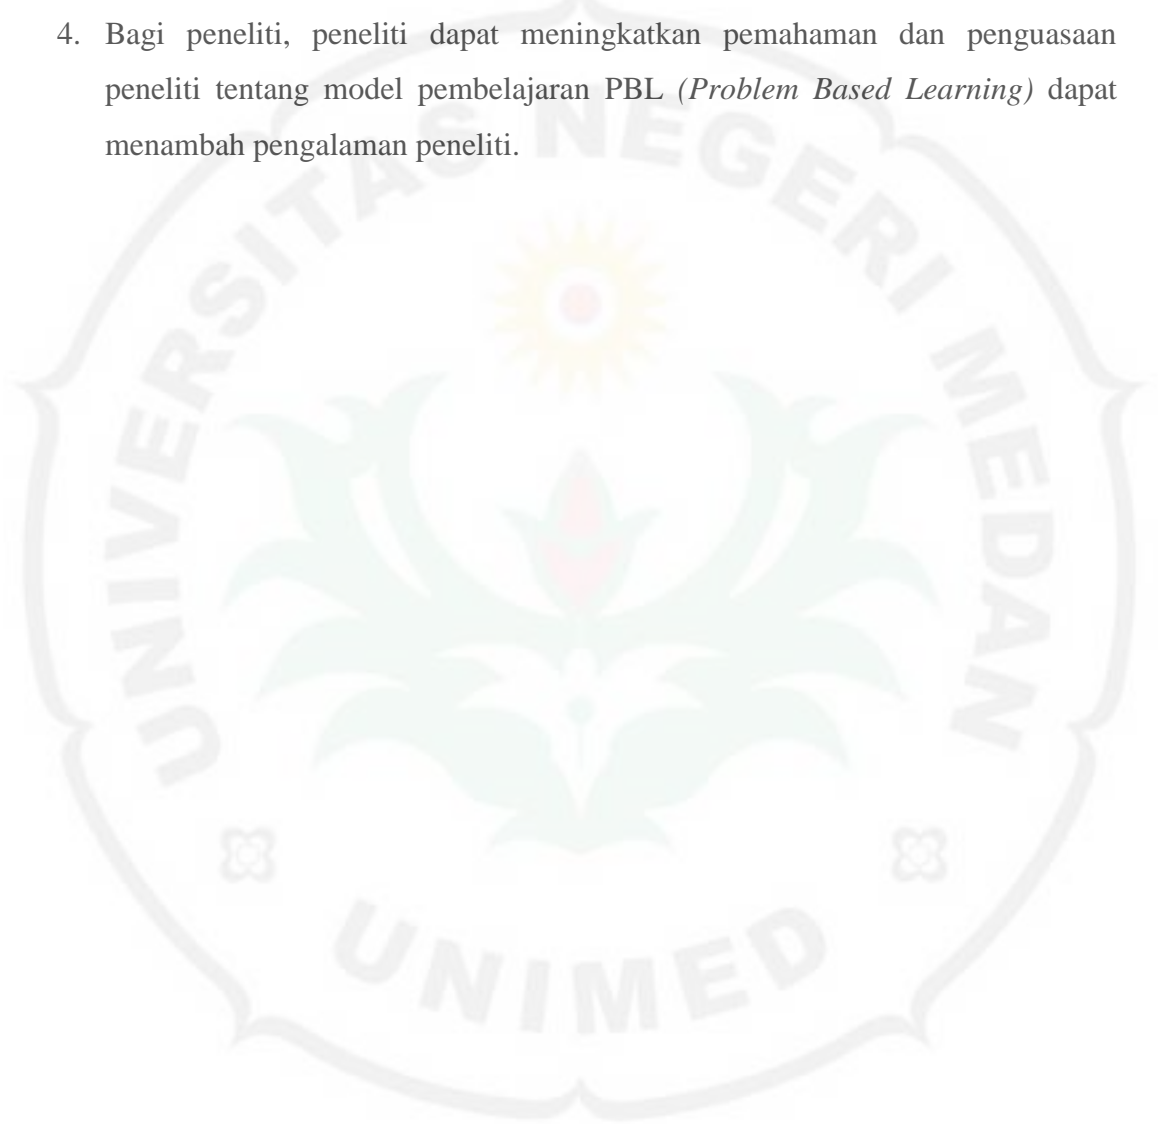 4. Bagi peneliti, peneliti dapat meningkatkan pemahaman dan penguasaan
peneliti tentang model pembelajaran PBL (Problem Based Learning) dapat
menambah pengalaman peneliti.
UNIVERSITAS NEGERI MEDAN
UNIMED